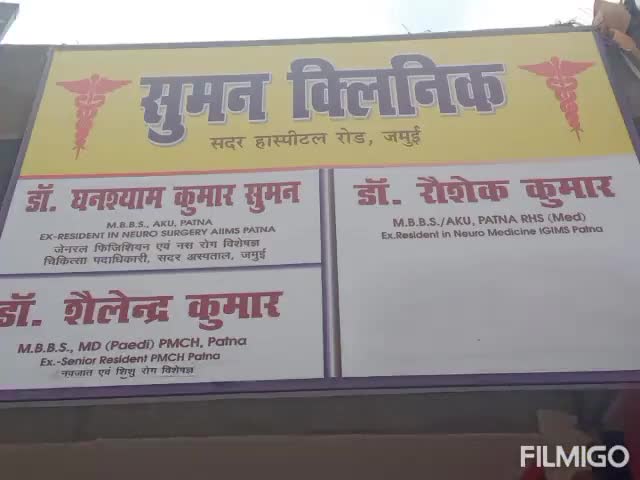 सुमन क्लिनिक
सदर हास्पीटल रोड, जमुई
डॉ. घनश्याम कुमार सुमन
M.B.B.S., AKU, PATNA
EX-RESIDENT IN NEURO SURGERY AIIMS PATNA
जेनरल फिजिशियन एवं नस रोग विशेषज्ञ
चिकित्सा पदाधिकारी, सदर अस्पताल, जमुई
डॉ. शैलेन्द्र कुमार
M.B.B.S., MD (Paedi) PMCH, Patna
Ex.-Senior Resident PMCH Patna
नवजात एवं शिशु रोग विशेषज्ञ
डॉ. रौशेक कुमार
M.B.B.S./AKU, PATNA RHS (Med)
Ex.Resident in Neuro Medicine IGIMS Patna
FILMIGO